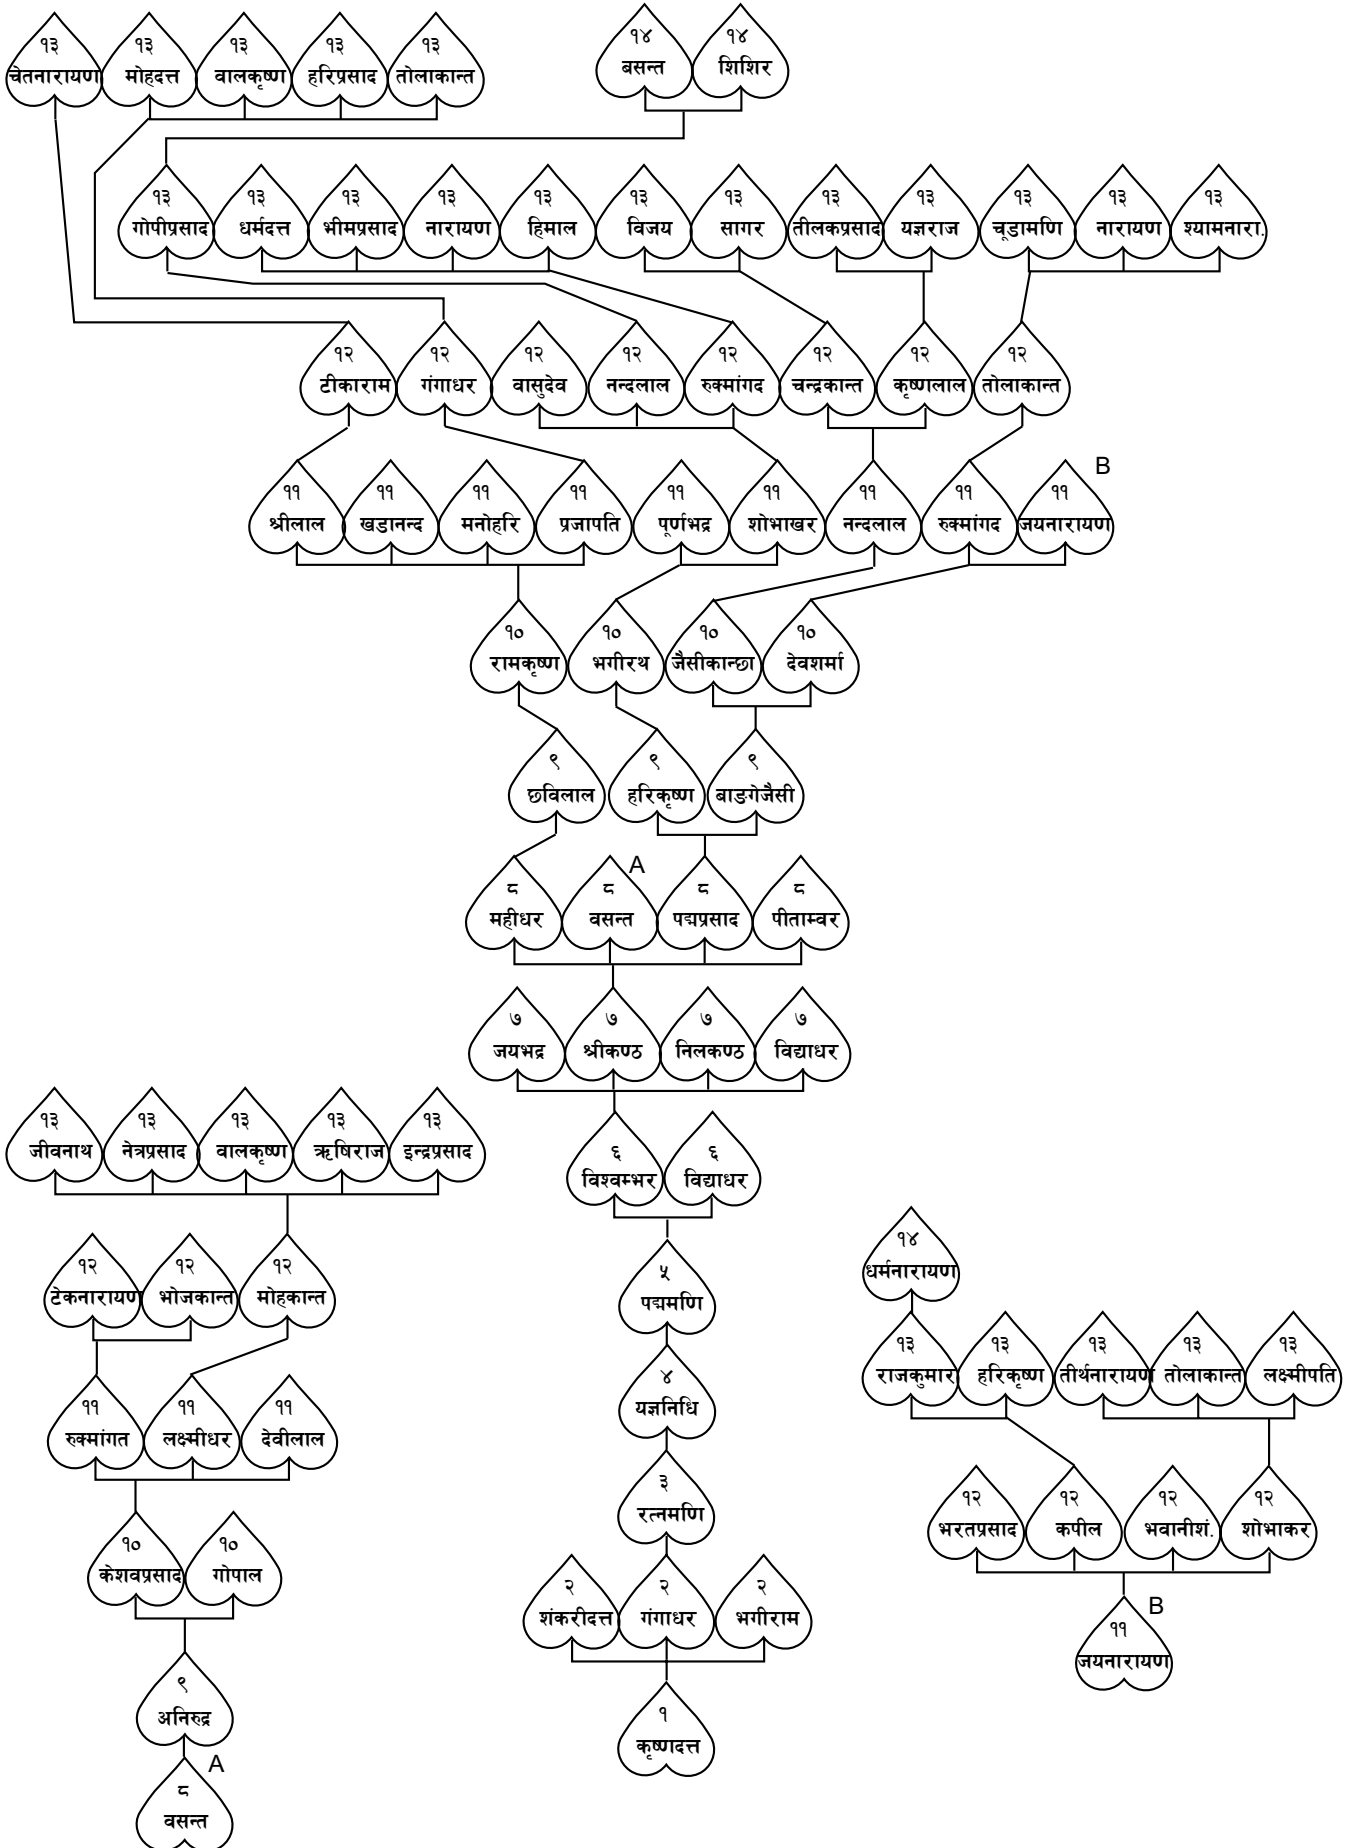 १३ १३ १३ १३ १३
चेतनारायण मोहदत्त वालकृष्ण हरिप्रसाद तोलाकान्त
१४ १४
बसन्त शिशिर
१३ १३ १३ १३ १३ १३ १३ १३ १३ १३ १३ १३
गोपीप्रसाद धर्मदत्त भीमप्रसाद नारायण हिमाल विजय सागर तीलकप्रसाद यज्ञराज चूडामणि नारायण श्यामनारा.
१२ १२ १२ १२ १२ १२ १२ १२
टीकाराम गंगाधर वासुदेव नन्दलाल रुक्मांगद चन्द्रकान्त कृष्णलाल तोलाकान्त
B
११ ११ ११ ११ ११ ११ ११ ११ ११
श्रीलाल खडानन्द मनोहरि प्रजापति पूर्णभद्र शोभाखर नन्दलाल रुक्मांगद जयनारायण
१० १० १० १०
रामकृष्ण भगीरथ जैसीकान्छा देवशर्मा
९ ९ ९
छविलाल हरिकृष्ण बाङगेजैसी
A
८ ८ ८ ८
महीधर वसन्त पद्मप्रसाद पीताम्वर
७ ७ ७ ७
जयभद्र श्रीकण्ठ निलकण्ठ विद्याधर
६ ६
विश्वम्भर विद्याधर
५
पद्ममणि
४
यज्ञनिधि
३
रत्नमणि
२ २ २
शंकरीदत्त गंगाधर भगीराम
१
कृष्णदत्त
१३ १३ १३ १३ १३
जीवनाथ नेत्रप्रसाद वालकृष्ण ऋषिराज इन्द्रप्रसाद
१२ १२ १२
टेकनारायण भोजकान्त मोहकान्त
११ ११ ११
रुक्मांगत लक्ष्मीधर देवीलाल
१० १०
केशवप्रसाद गोपाल
९
अनिरुद्र
A
८
वसन्त
१४
धर्मनारायण
१३ १३ १३ १३ १३
राजकुमार हरिकृष्ण तीर्थनारायण तोलाकान्त लक्ष्मीपति
१२ १२ १२ १२
भरतप्रसाद कपील भवानीशं. शोभाकर
B
११
जयनारायण